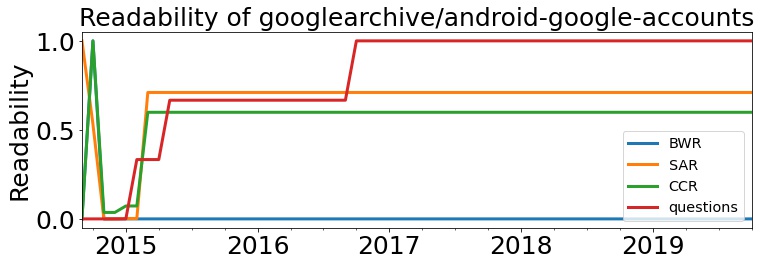 Readability of googlearchive/android-google-accounts
Readability
1.0
0.5
0.0
2015 2016 2017 2018 2019
BWR
SAR
CCR
questions